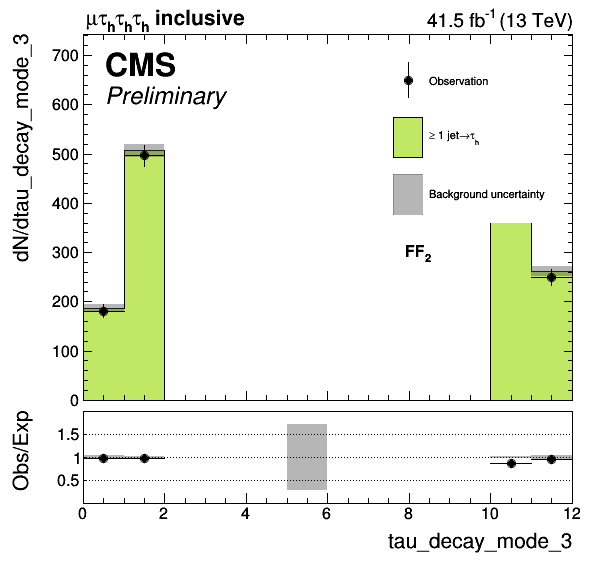 μτhτhτh inclusive 41.5 fb⁻¹ (13 TeV)
dN/dtau_decay_mode_3
700
600
500
400
300
200
100
0
CMS
Preliminary
Observation
≥ 1 jet→τh
Background uncertainty
FF2
Obs/Exp
1.5
1
0.5
0 2 4 6 8 10 12
tau_decay_mode_3